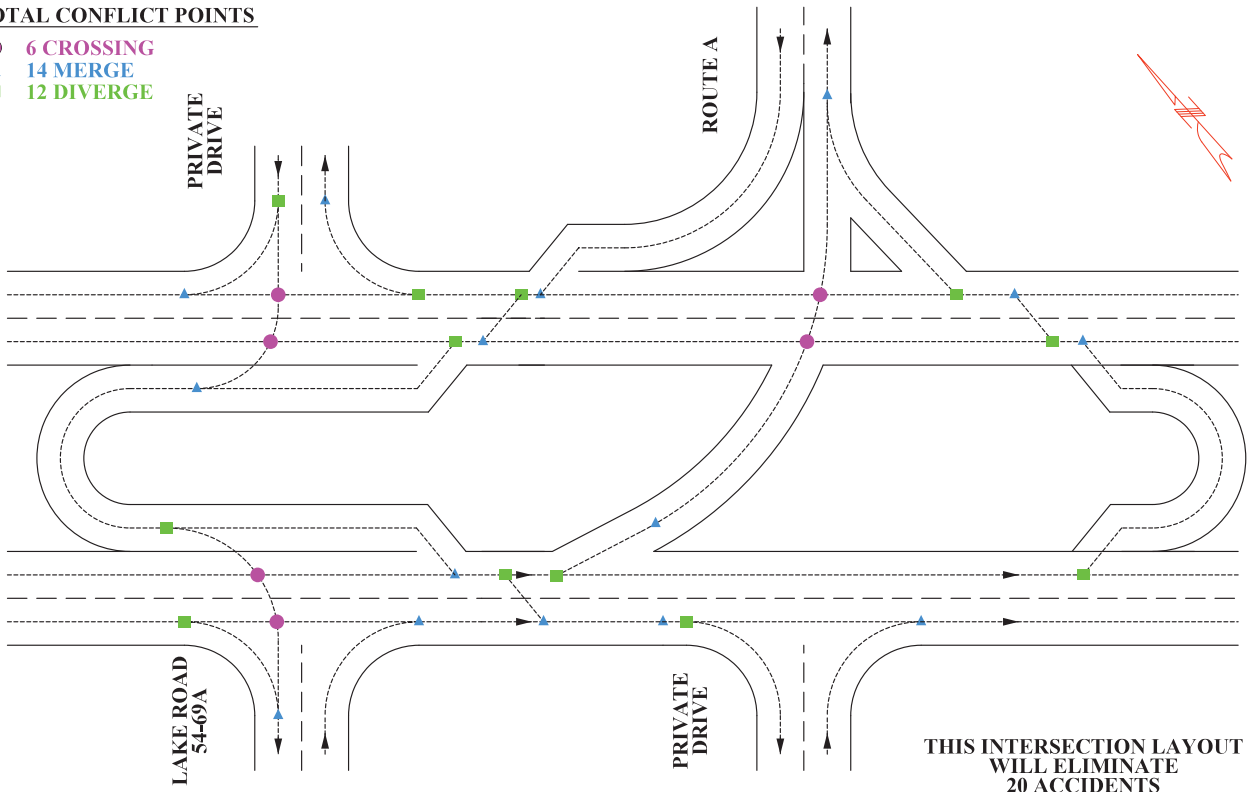 OTAL CONFLICT POINTS
6 CROSSING
14 MERGE
12 DIVERGE
PRIVATE
DRIVE
ROUTE A
LAKE ROAD
54-69A
PRIVATE
DRIVE
THIS INTERSECTION LAYOUT
WILL ELIMINATE
20 ACCIDENTS